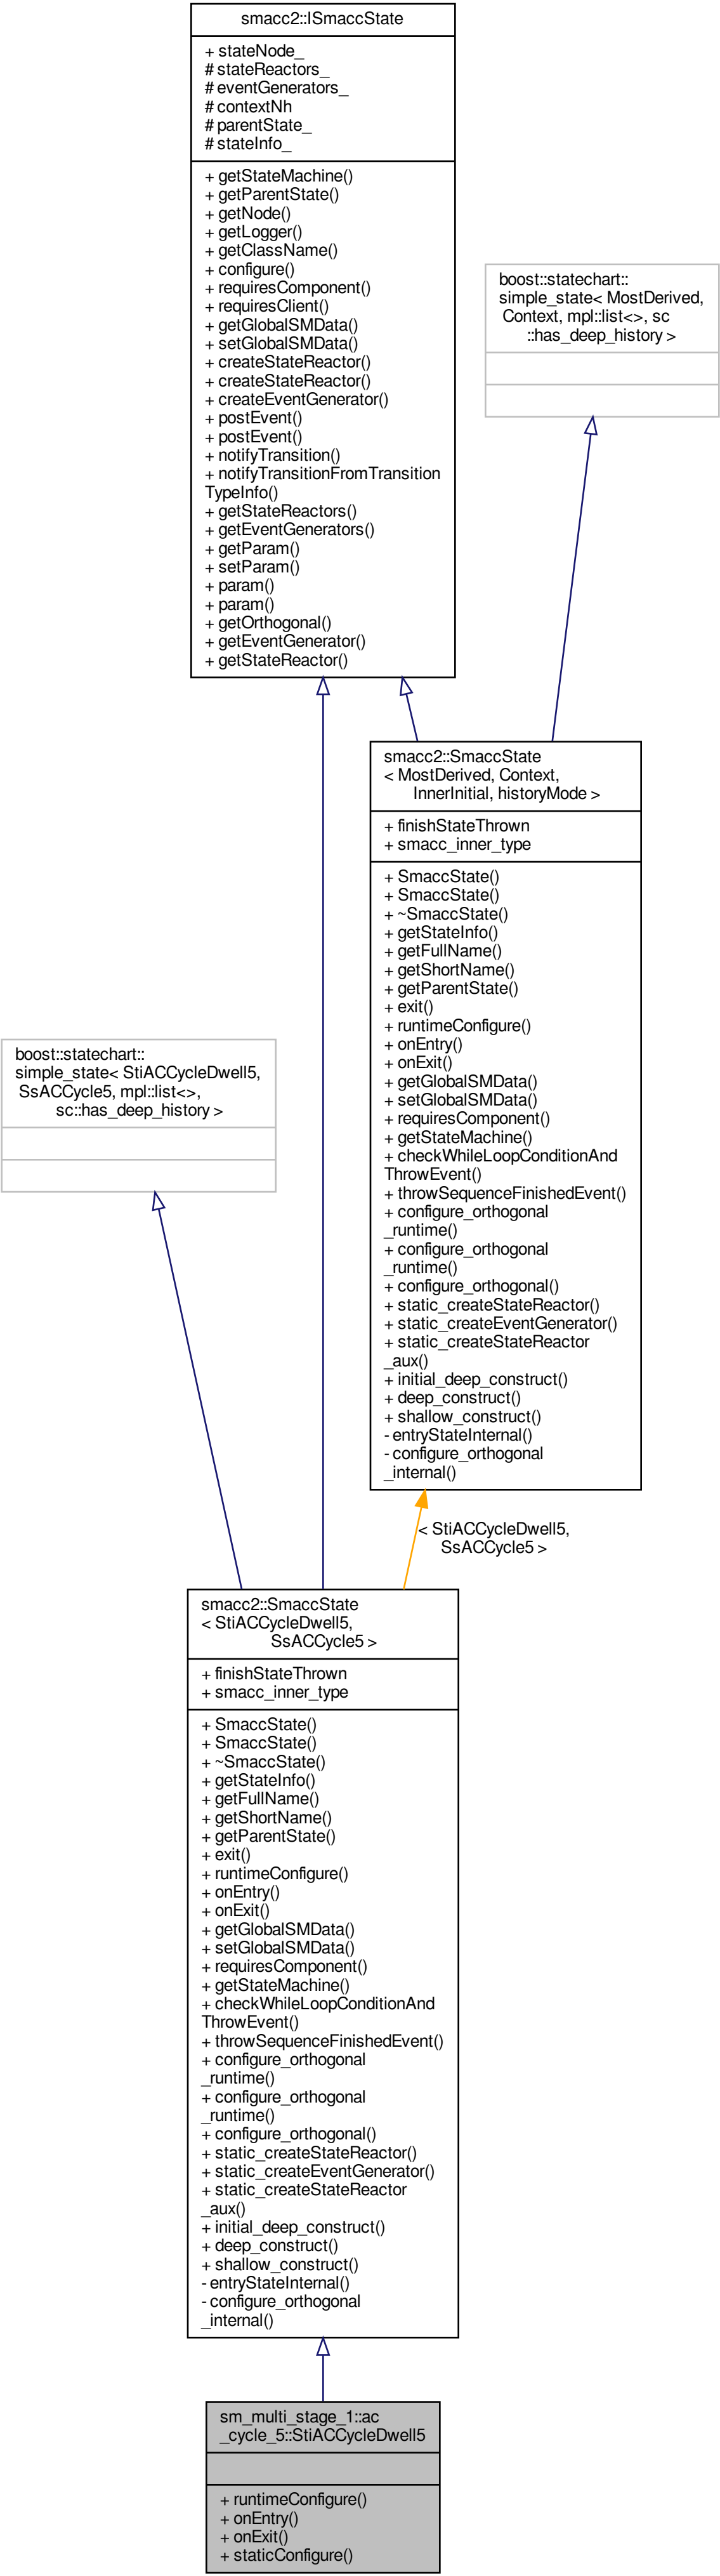 smacc2::ISmaccState
+ stateNode_
# stateReactors_
# eventGenerators_
# contextNh
# parentState_
# stateInfo_
+ getStateMachine()
+ getParentState()
+ getNode()
+ getLogger()
+ getClassName()
+ configure()
+ requiresComponent()
+ requiresClient()
+ getGlobalSMData()
+ setGlobalSMData()
+ createStateReactor()
+ createStateReactor()
+ createEventGenerator()
+ postEvent()
+ postEvent()
+ notifyTransition()
+ notifyTransitionFromTransition
TypeInfo()
+ getStateReactors()
+ getEventGenerators()
+ getParam()
+ setParam()
+ param()
+ param()
+ getOrthogonal()
+ getEventGenerator()
+ getStateReactor()
boost::statechart::
simple_state< MostDerived,
Context, mpl::list<>, sc
::has_deep_history >
smacc2::SmaccState
< MostDerived, Context,
InnerInitial, historyMode >
+ finishStateThrown
+ smacc_inner_type
+ SmaccState()
+ SmaccState()
+ ~SmaccState()
+ getStateInfo()
+ getFullName()
+ getShortName()
+ getParentState()
+ exit()
+ runtimeConfigure()
+ onEntry()
+ onExit()
+ getGlobalSMData()
+ setGlobalSMData()
+ requiresComponent()
+ getStateMachine()
+ checkWhileLoopConditionAnd
ThrowEvent()
+ throwSequenceFinishedEvent()
+ configure_orthogonal
_runtime()
+ configure_orthogonal
_runtime()
+ configure_orthogonal()
+ static_createStateReactor()
+ static_createEventGenerator()
+ static_createStateReactor
_aux()
+ initial_deep_construct()
+ deep_construct()
+ shallow_construct()
- entryStateInternal()
- configure_orthogonal
_internal()
boost::statechart::
simple_state< StiACCycleDwell5,
SsACCycle5, mpl::list<>,
sc::has_deep_history >
< StiACCycleDwell5,
SsACCycle5 >
smacc2::SmaccState
< StiACCycleDwell5,
SsACCycle5 >
+ finishStateThrown
+ smacc_inner_type
+ SmaccState()
+ SmaccState()
+ ~SmaccState()
+ getStateInfo()
+ getFullName()
+ getShortName()
+ getParentState()
+ exit()
+ runtimeConfigure()
+ onEntry()
+ onExit()
+ getGlobalSMData()
+ setGlobalSMData()
+ requiresComponent()
+ getStateMachine()
+ checkWhileLoopConditionAnd
ThrowEvent()
+ throwSequenceFinishedEvent()
+ configure_orthogonal
_runtime()
+ configure_orthogonal
_runtime()
+ configure_orthogonal()
+ static_createStateReactor()
+ static_createEventGenerator()
+ static_createStateReactor
_aux()
+ initial_deep_construct()
+ deep_construct()
+ shallow_construct()
- entryStateInternal()
- configure_orthogonal
_internal()
sm_multi_stage_1::ac
_cycle_5::StiACCycleDwell5
+ runtimeConfigure()
+ onEntry()
+ onExit()
+ staticConfigure()